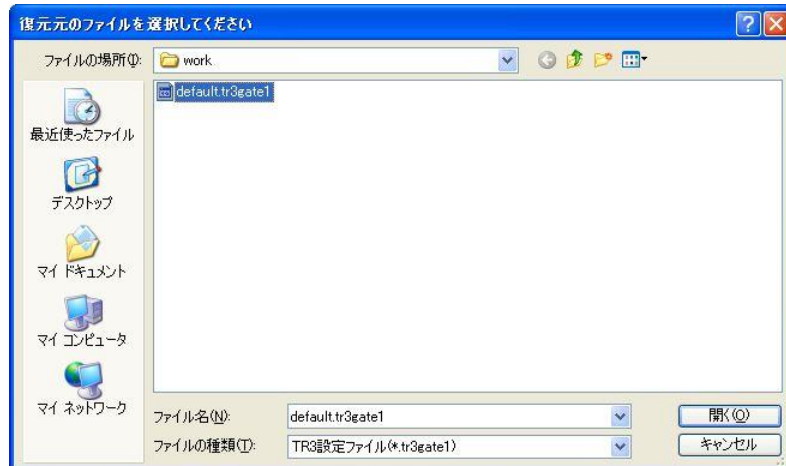 復元元のファイルを選択してください
ファイルの場所(I):
work
default.tr3gate1
最近使ったファイル
デスクトップ
マイ ドキュメント
マイ コンピュータ
マイ ネットワーク
ファイル名(N):
default.tr3gate1
開く(O)
ファイルの種類(T):
TR3設定ファイル(*.tr3gate1)
キャンセル